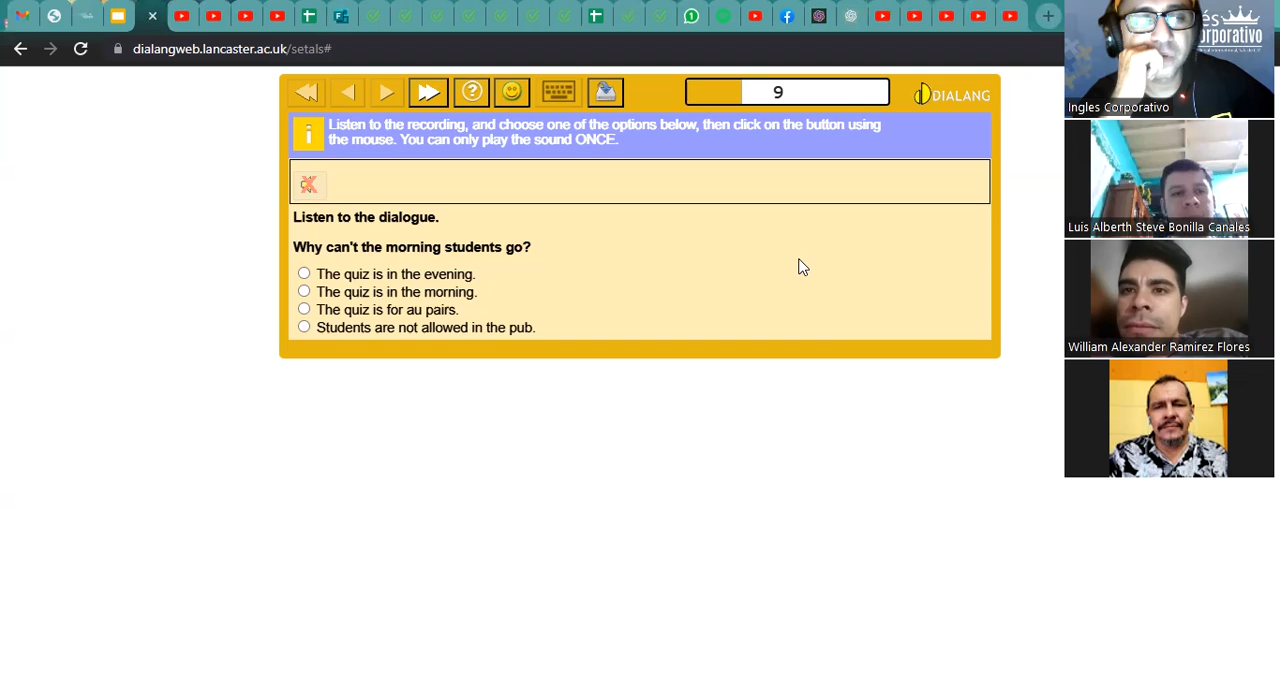 dialangweb.lancaster.ac.uk/setals#
9
DIALANG
i
Listen to the recording, and choose one of the options below, then click on the button using
the mouse. You can only play the sound ONCE.
Listen to the dialogue.
Why can't the morning students go?
The quiz is in the evening.
The quiz is in the morning.
The quiz is for au pairs.
Students are not allowed in the pub.
Ingles Corporativo
Luis Alberth Steve Bonilla Canales
William Alexander Ramirez Flores